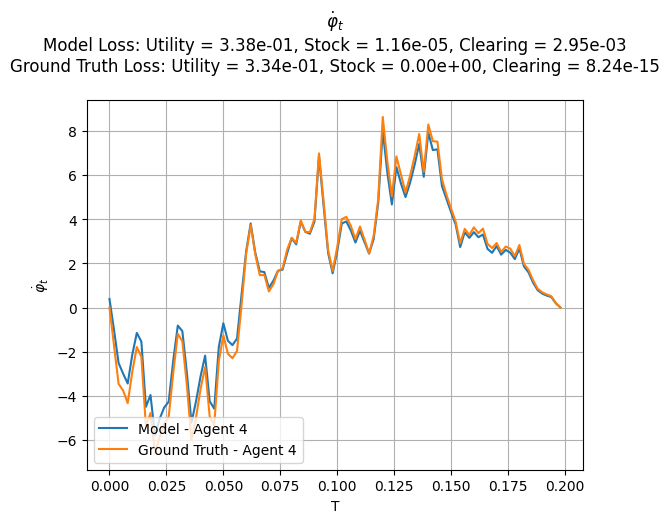 φ̇ₜ
Model Loss: Utility = 3.38e-01, Stock = 1.16e-05, Clearing = 2.95e-03
Ground Truth Loss: Utility = 3.34e-01, Stock = 0.00e+00, Clearing = 8.24e-15
8
6
4
2
0
−2
−4
−6
φ̇ₜ
Model - Agent 4
Ground Truth - Agent 4
0.000 0.025 0.050 0.075 0.100 0.125 0.150 0.175 0.200
T